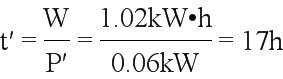 t′ = W/P′ = 1.02kW•h/0.06kW = 17h